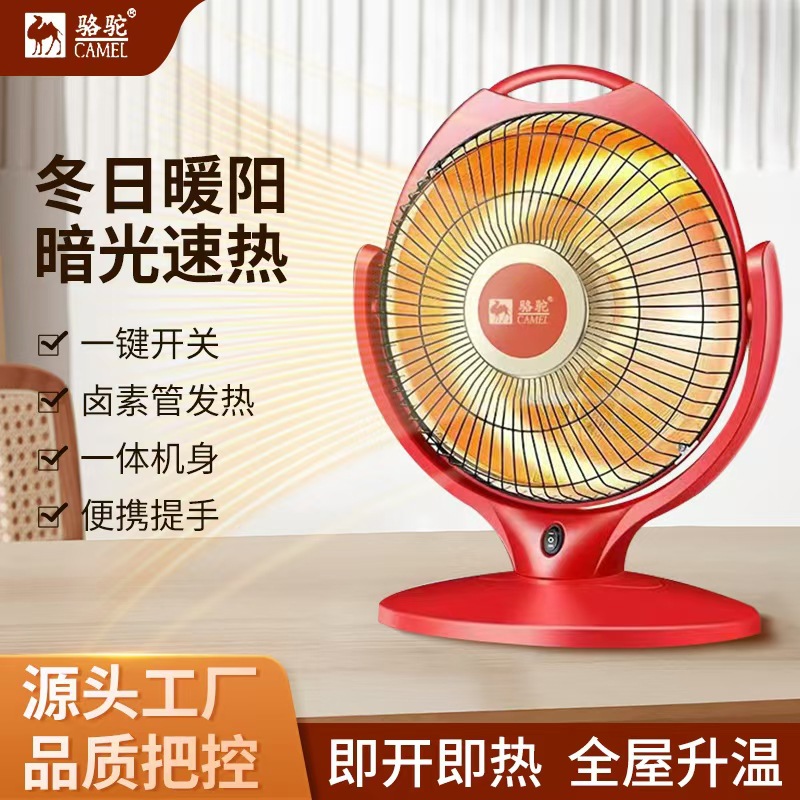 骆驼®
CAMEL
冬日暖阳
暗光速热
一键开关
卤素管发热
一体机身
便携提手
骆驼®
CAMEL
源头工厂
品质把控
即开即热 全屋升温